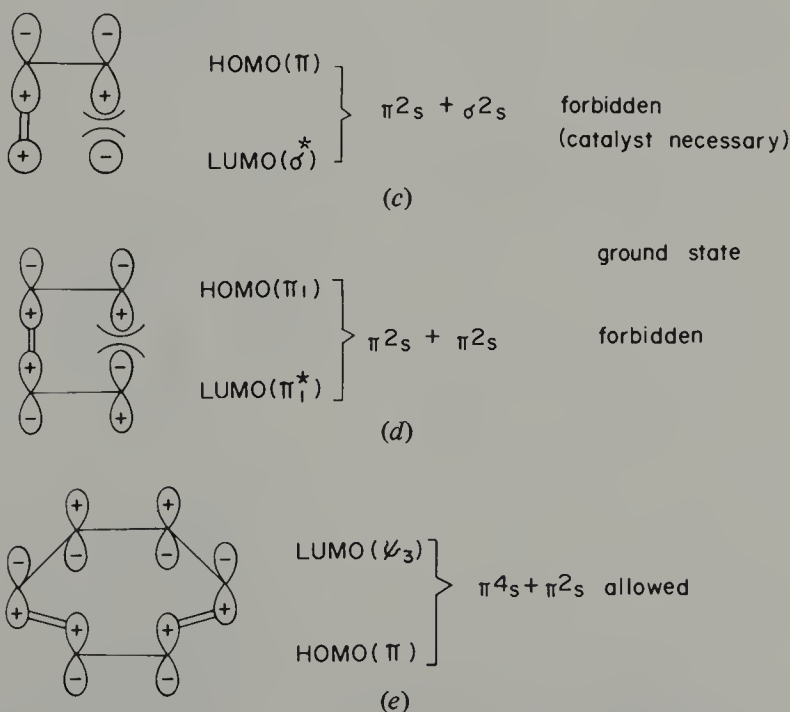 − −
+ +
+ −
HOMO(π)
LUMO(σ*)
π2s + σ2s
forbidden
(catalyst necessary)
(c)
ground state
− −
+ +
+ −
− +
HOMO(π1)
LUMO(π1*)
π2s + π2s
forbidden
(d)
+ +
− − − −
+ + + +
− −
LUMO(ψ3)
HOMO(π)
π4s+π2s allowed
(e)